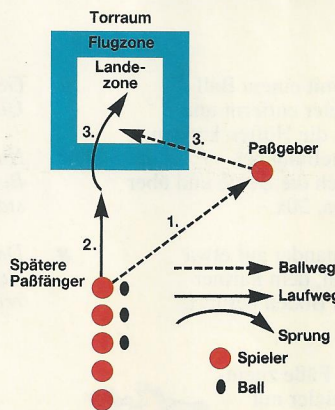 Torraum
Flugzone
Lande-
zone
3.
3.
Paßgeber
1.
2.
Spätere
Paßfänger
Ballweg
Laufweg
Sprung
Spieler
Ball